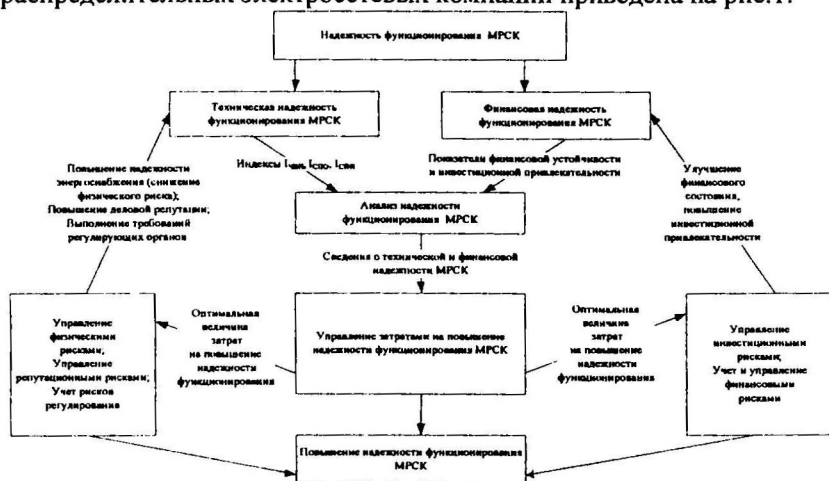 распределительных электросетевых компаний приведена на рис.1.
Надежность функционирования МРСК
Техническая надежность
функционирования МРСК
Финансовая надежность
функционирования МРСК
Индексы
Показатели финансовой устойчивости
и инвестиционной привлекательности
Повышение надежности
энергоснабжения (снижение
физического риска);
Повышение деловой репутации;
Выполнение требований
регулирующих органов
Улучшение
финансового
состояния,
повышение
инвестиционной
привлекательности
Анализ надежности
функционирования МРСК
Сведения о технической и финансовой
надежности МРСК
Управление
физическими
рисками;
Управление
репутационными рисками;
Учет рисков
регулирования
Оптимальная
величина
затрат
на повышение
надежности
функционирования
Управление затратами на повышение
надежности функционирования МРСК
Оптимальная
величина
затрат
на повышение
надежности
функционирования
Управление
инвестиционными
рисками;
Учет и управление
финансовыми
рисками
Повышение надежности функционирования
МРСК